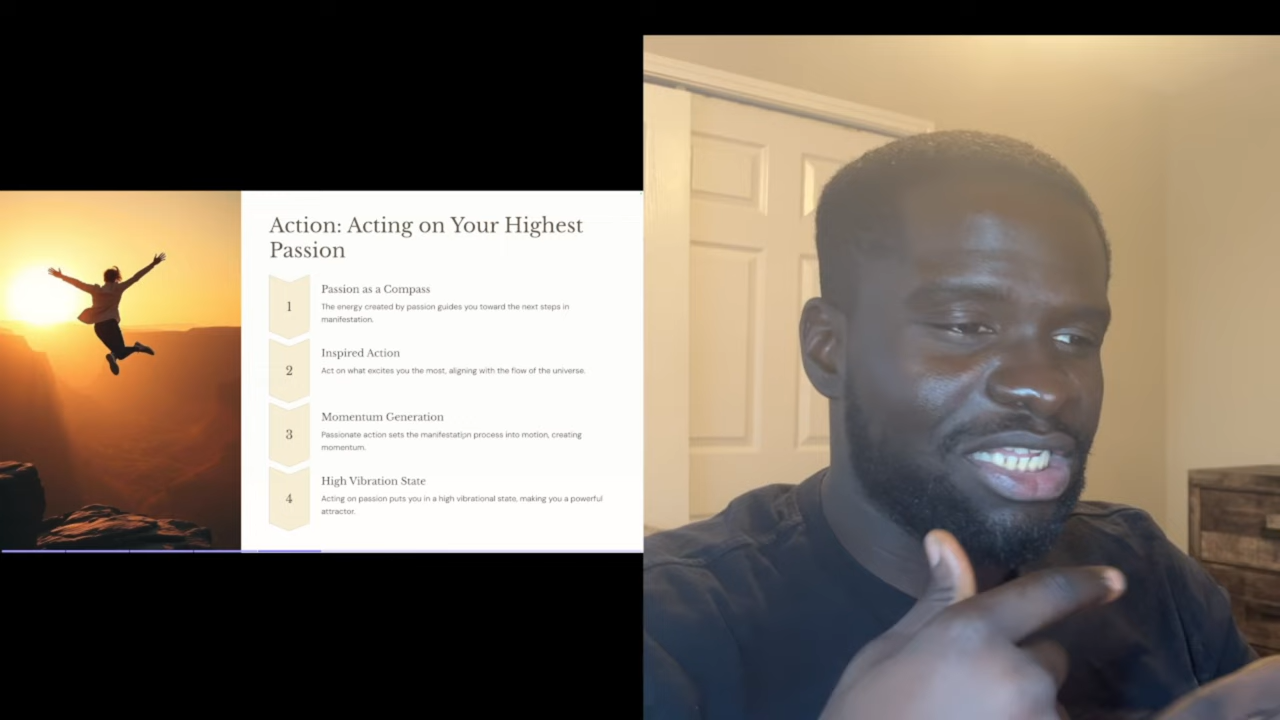 Action: Acting on Your Highest
Passion
1
Passion as a Compass
The energy created by passion guides you toward the next steps in
manifestation.
2
Inspired Action
Act on what excites you the most, aligning with the flow of the universe.
3
Momentum Generation
Passionate action sets the manifestation process into motion, creating
momentum.
4
High Vibration State
Acting on passion puts you in a high vibrational state, making you a powerful
attractor.